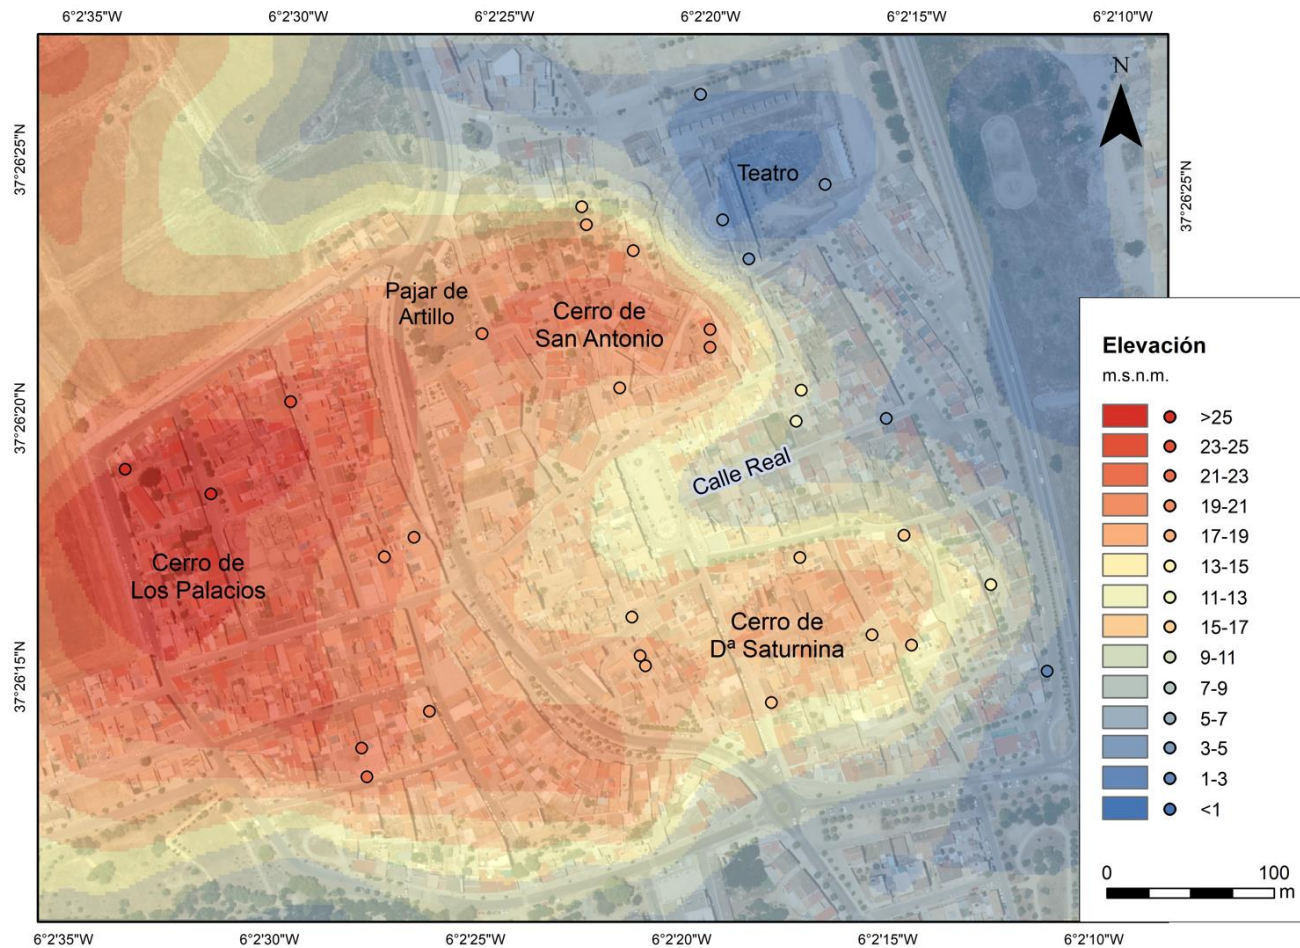 6°2'35"W 6°2'30"W 6°2'25"W 6°2'20"W 6°2'15"W 6°2'10"W
N
37°26'25"N
37°26'25"N
Teatro
Pajar de
Artillo
Cerro de
San Antonio
37°26'20"N
Calle Real
Cerro de
Los Palacios
Cerro de
Dª Saturnina
37°26'15"N
Elevación
m.s.n.m.
>25
23-25
21-23
19-21
17-19
13-15
11-13
15-17
9-11
7-9
5-7
3-5
1-3
<1
0 100
m
6°2'35"W 6°2'30"W 6°2'25"W 6°2'20"W 6°2'15"W 6°2'10"W